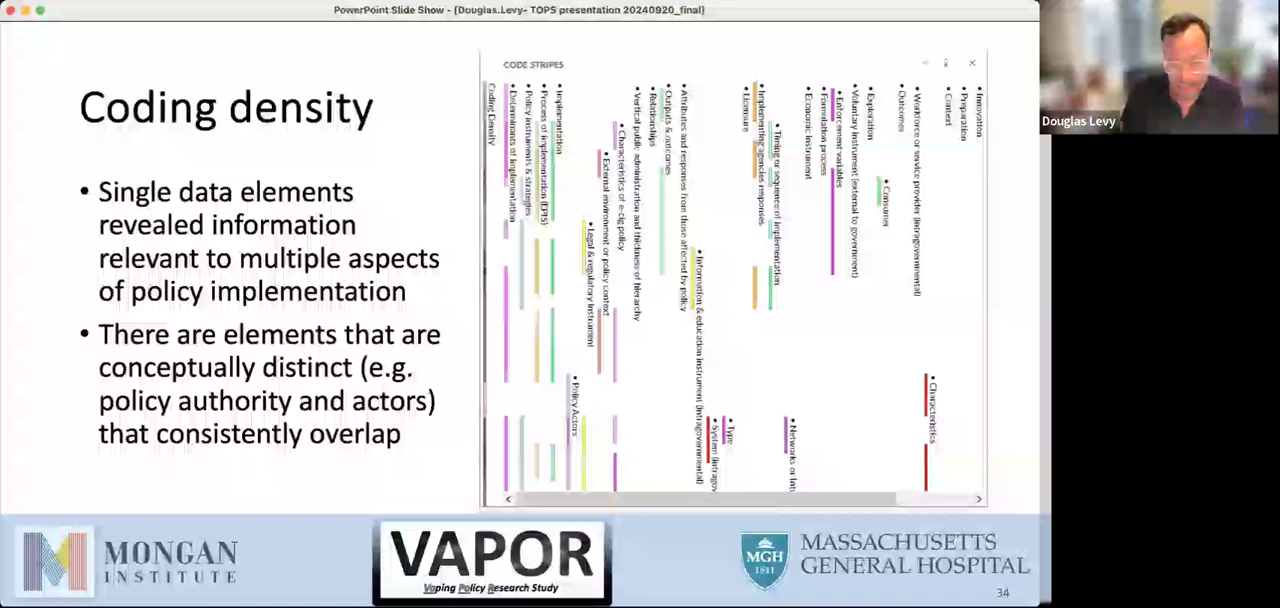 PowerPoint Slide Show - [Douglas.Levy- TOPS presentation 20240920_final]
Douglas Levy
Coding density
• Single data elements
revealed information
relevant to multiple aspects
of policy implementation
• There are elements that are
conceptually distinct (e.g.
policy authority and actors)
that consistently overlap
CODE STRIPES
• Innovation
• Preparation
• Context
• Characteristics
• Workforce or service provider (intragovernmental)
• Outcomes
• Consumer
• Exploration
• Voluntary instrument (external to government)
• Enforcement variables
• Formulation process
• Economic instrument
• Networks or Int
• Timing or sequence of implementation
• Implementing agencies responses
• Licensure
• Type
• System (Intragov
• Information & education instrument (intragovernmental)
• Attributes and responses from those affected by policy
• Outputs & outcomes
• Relationships
• Vertical public administration and thickness of hierarchy
• Characteristics of e-cig policy
• External environment or policy context
• Legal & regulatory instrument
• Policy Actors
• Implementation
• Process of implementation (EPIS)
• Policy instruments & strategies
• Determinants of implementation
Coding Density
MONGAN
INSTITUTE
VAPOR
Vaping Policy Research Study
MGH
1811
MASSACHUSETTS
GENERAL HOSPITAL
34